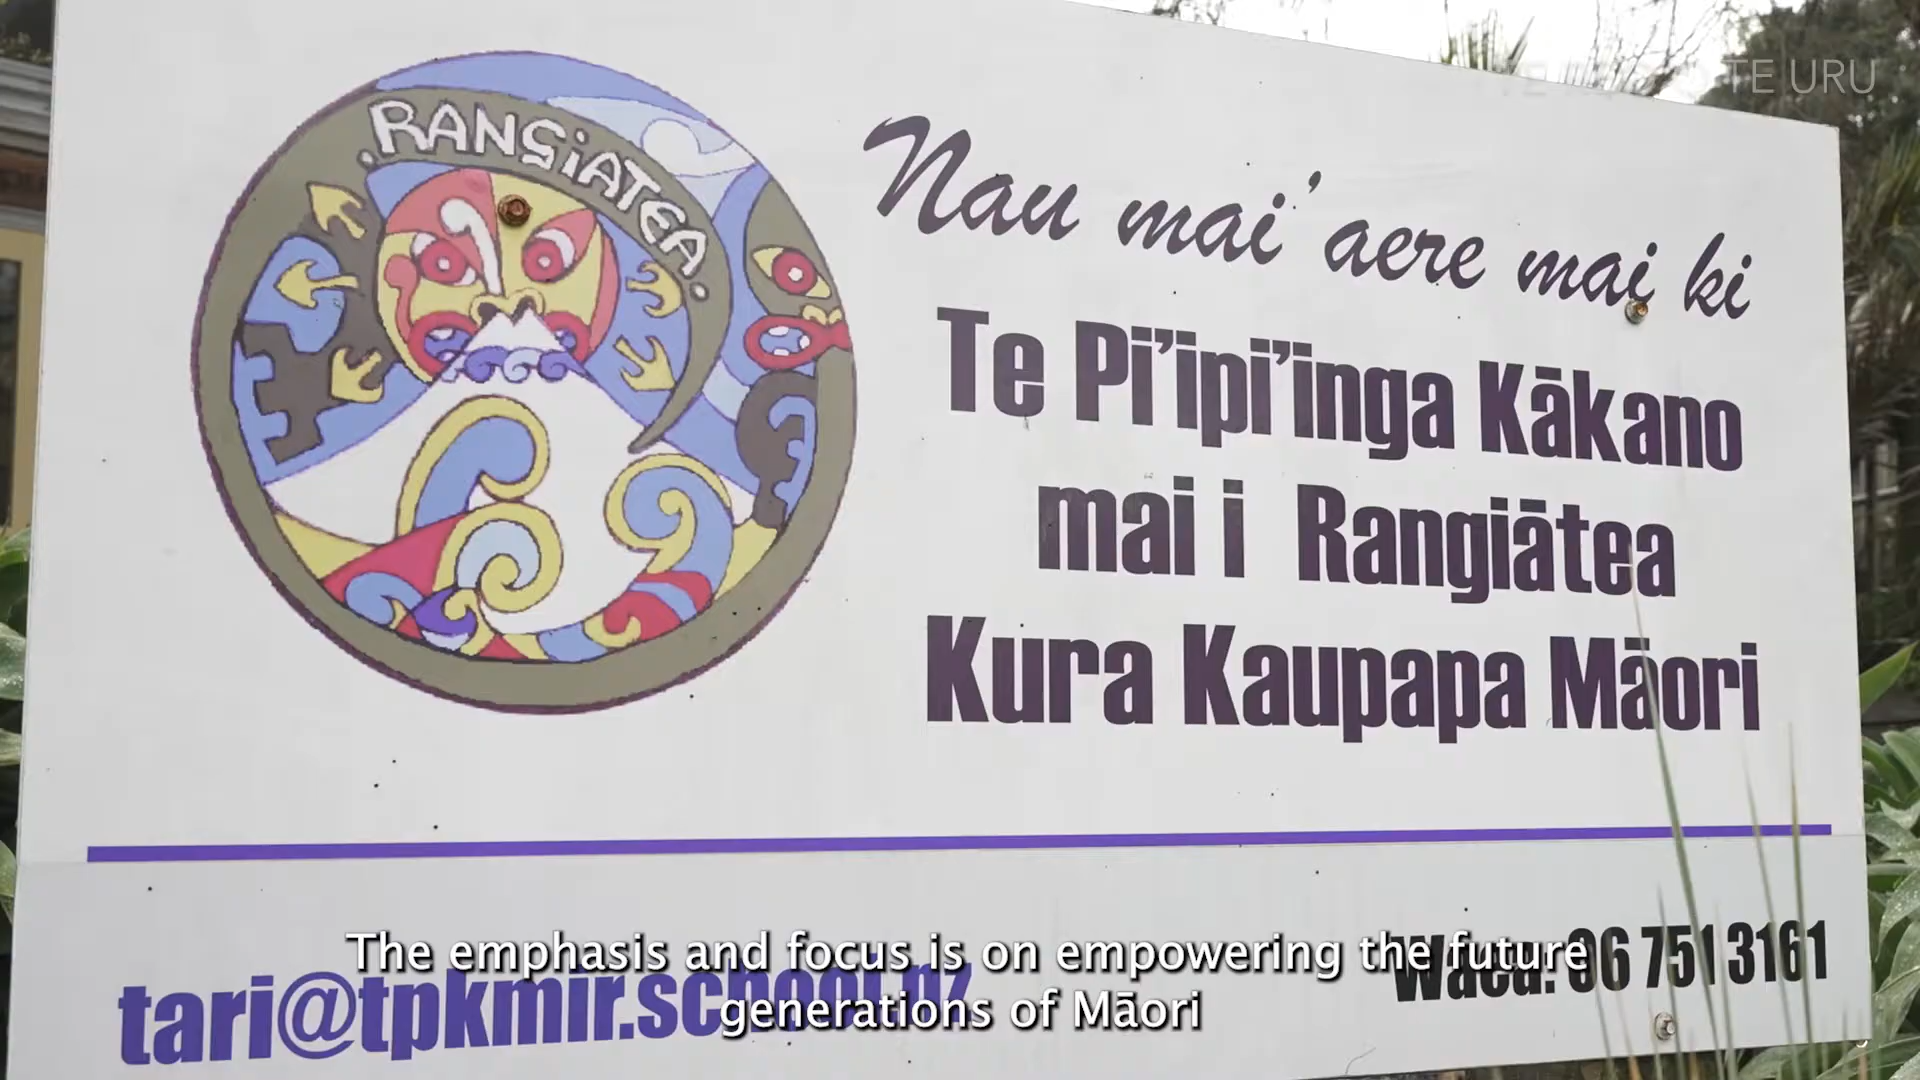 TE URU
.RANGiATEA.
Nau mai 'aere mai ki
Te Pi'ipi'inga Kākano
mai i Rangiātea
Kura Kaupapa Māori
tari@tpkmir.school.nz
Waea: 06 751 3161
The emphasis and focus is on empowering the future
generations of Māori